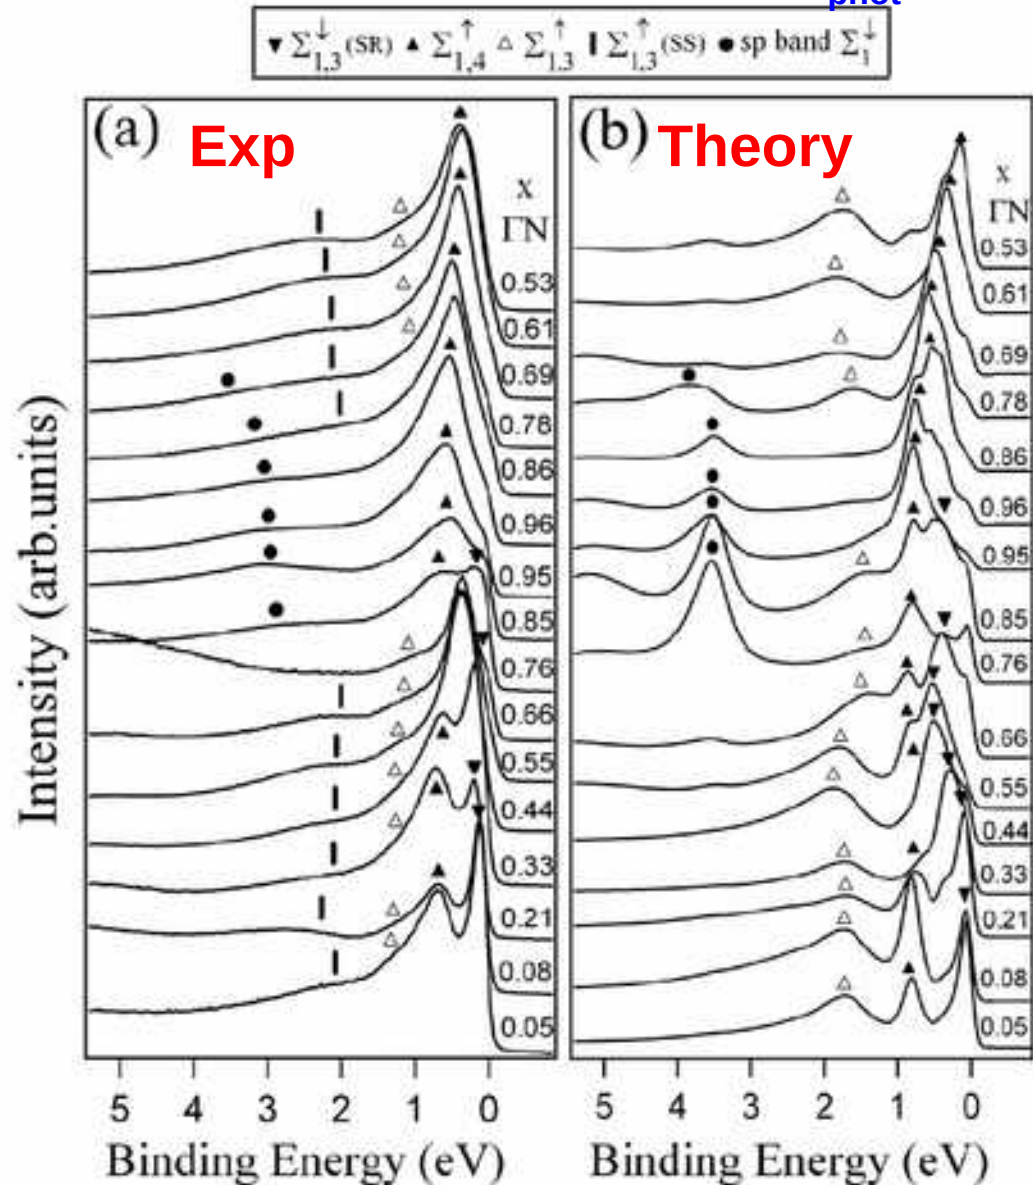 phot
▼ Σ↓1,3 (SR) ▲ Σ↑1,4 △ Σ↑1,3 ❙ Σ↑1,3 (SS) ● sp band Σ↓1
(a) Exp
x
ΓN
0.53
0.61
0.69
0.78
0.86
0.96
0.95
0.85
0.76
0.66
0.55
0.44
0.33
0.21
0.08
0.05
5 4 3 2 1 0
Binding Energy (eV)
Intensity (arb.units)
(b) Theory
x
ΓN
0.53
0.61
0.69
0.78
0.86
0.96
0.95
0.85
0.76
0.66
0.55
0.44
0.33
0.21
0.08
0.05
5 4 3 2 1 0
Binding Energy (eV)